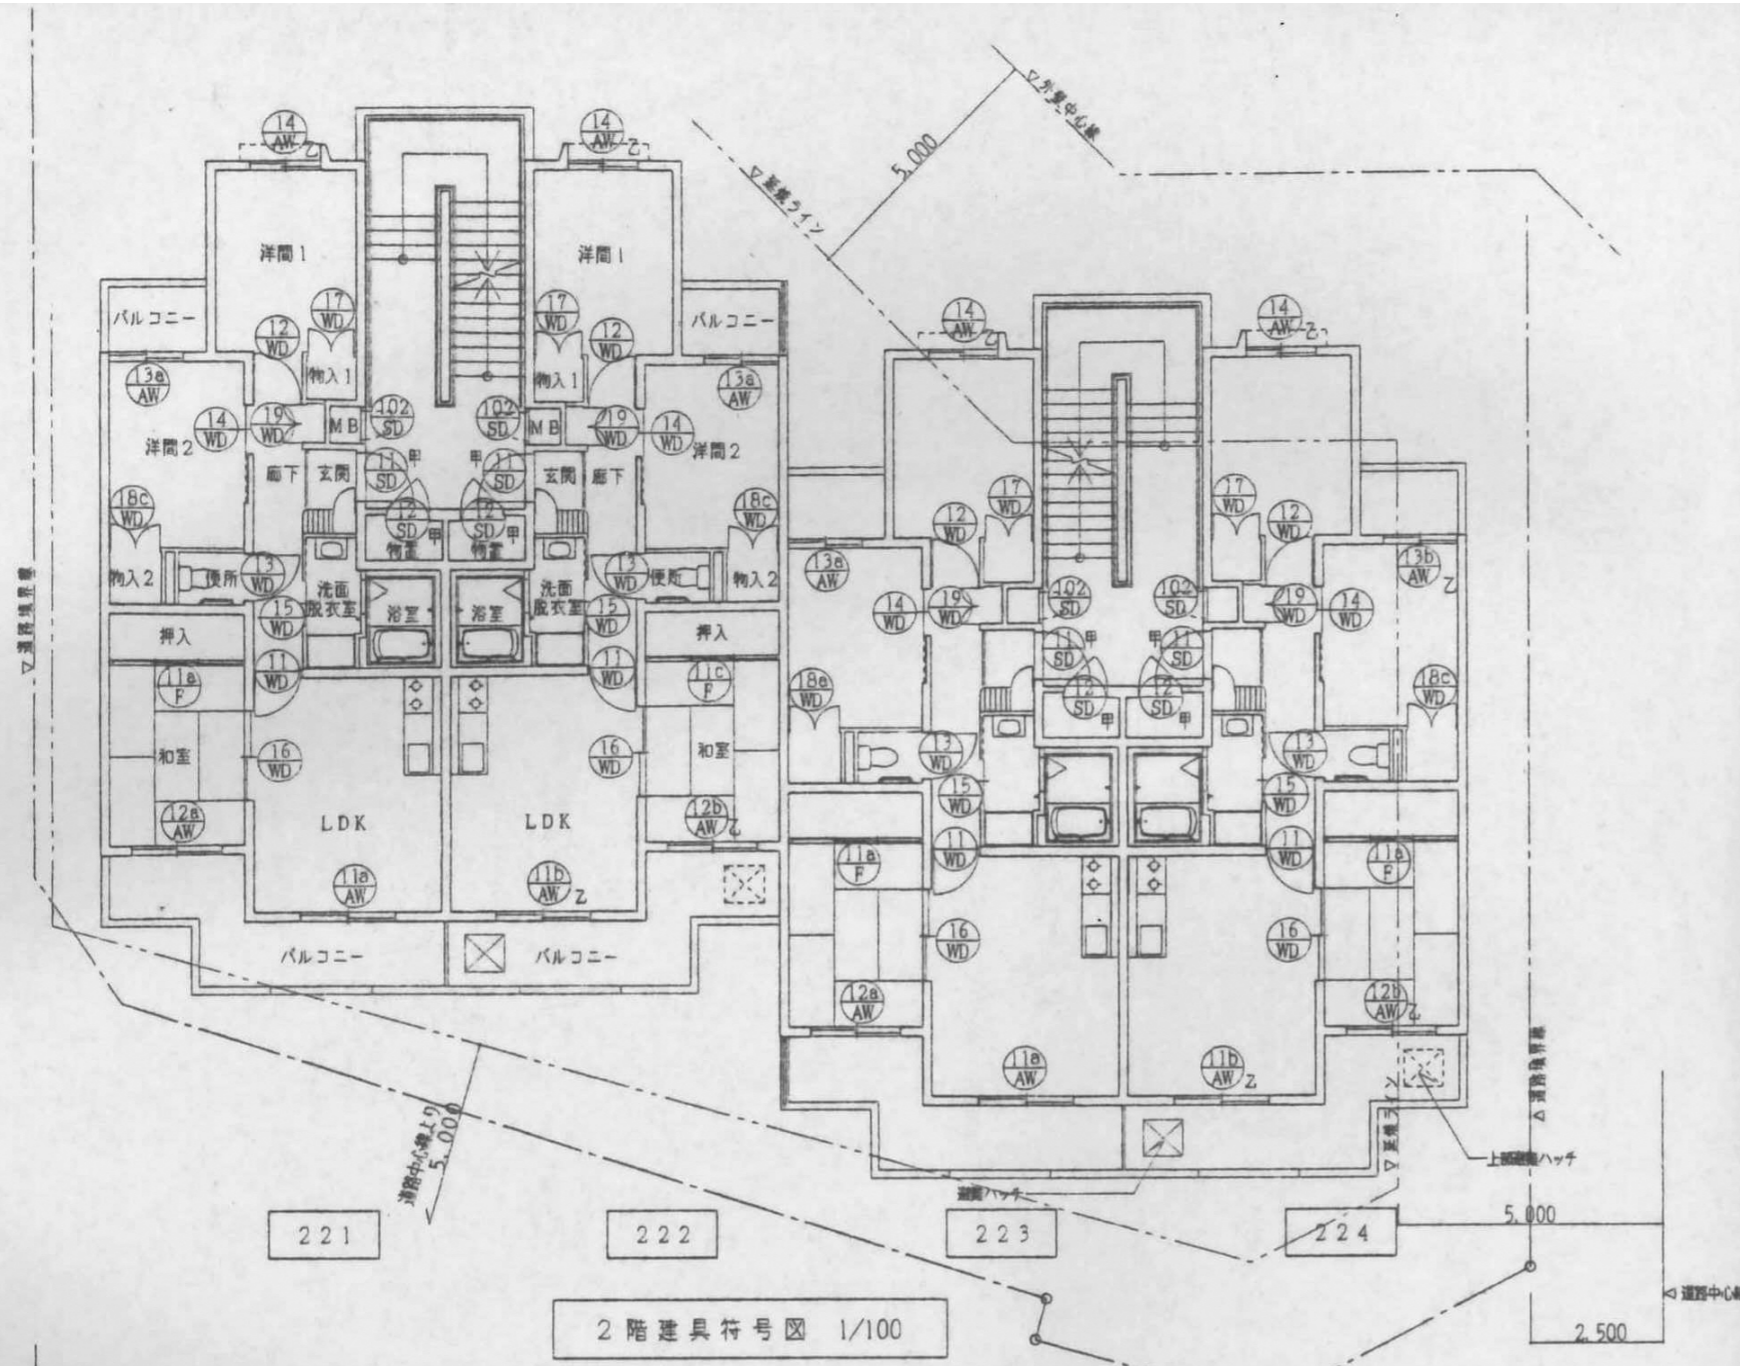 ▽外壁中心線
5,000
▽延焼ライン
14
AW
乙
14
AW
乙
洋間1
洋間1
17
WD
17
WD
バルコニー
バルコニー
12
WD
12
WD
物入1
物入1
13a
AW
13a
AW
14
WD
19
WD
MB
102
SD
102
SD
MB
19
WD
14
WD
洋間2
洋間2
廊下
玄関
11
SD
甲
甲
11
SD
玄関
廊下
18c
WD
18c
WD
12
SD
甲
12
SD
甲
物置
物置
物入2
便所
13
WD
13
WD
便所
物入2
洗面
脱衣室
浴室
浴室
洗面
脱衣室
15
WD
15
WD
押入
押入
11a
F
11
WD
11
WD
11c
F
和室
16
WD
16
WD
和室
12a
AW
LDK
LDK
12b
AW
乙
11a
AW
11b
AW
乙
バルコニー
バルコニー
14
AW
14
AW
乙
17
WD
17
WD
12
WD
12
WD
13a
AW
13b
AW
乙
14
WD
19
WD
102
SD
102
SD
19
WD
14
WD
11
SD
甲
甲
11
SD
18a
WD
18c
WD
12
SD
甲
12
SD
甲
13
WD
13
WD
15
WD
15
WD
11a
F
11
WD
11
WD
11a
F
16
WD
16
WD
12a
AW
12b
AW
乙
11a
AW
11b
AW
乙
▽道路境界線
▽道路境界線
▽延焼ライン
道路中心線より
5,000
上部避難ハッチ
避難ハッチ
221
222
223
224
5,000
2,500
2階建具符号図 1/100